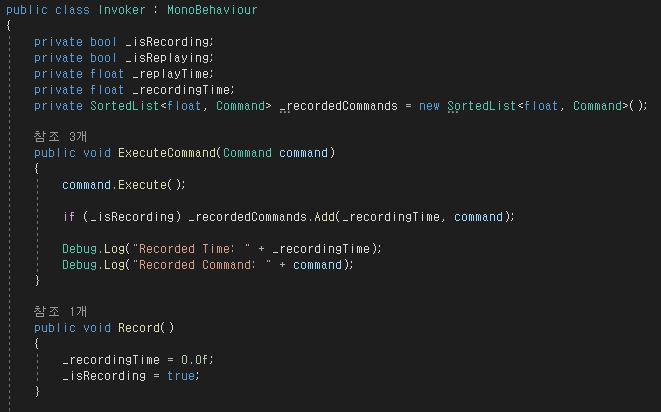 public class Invoker : MonoBehaviour
{
private bool _isRecording;
private bool _isReplaying;
private float _replayTime;
private float _recordingTime;
private SortedList<float, Command> _recordedCommands = new SortedList<float, Command>();
참조 3개
public void ExecuteCommand(Command command)
{
command.Execute();
if (_isRecording) _recordedCommands.Add(_recordingTime, command);
Debug.Log("Recorded Time: " + _recordingTime);
Debug.Log("Recorded Command: " + command);
}
참조 1개
public void Record()
{
_recordingTime = 0.0f;
_isRecording = true;
}